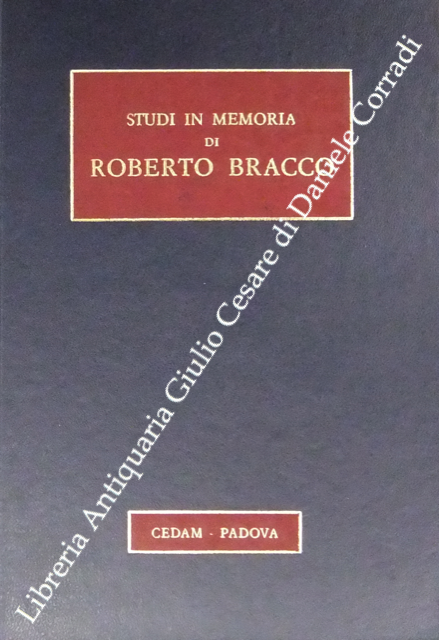 STUDI IN MEMORIA
DI
ROBERTO BRACCO
CEDAM - PADOVA
Libreria Antiquaria Giulio Cesare di Daniele Corradi